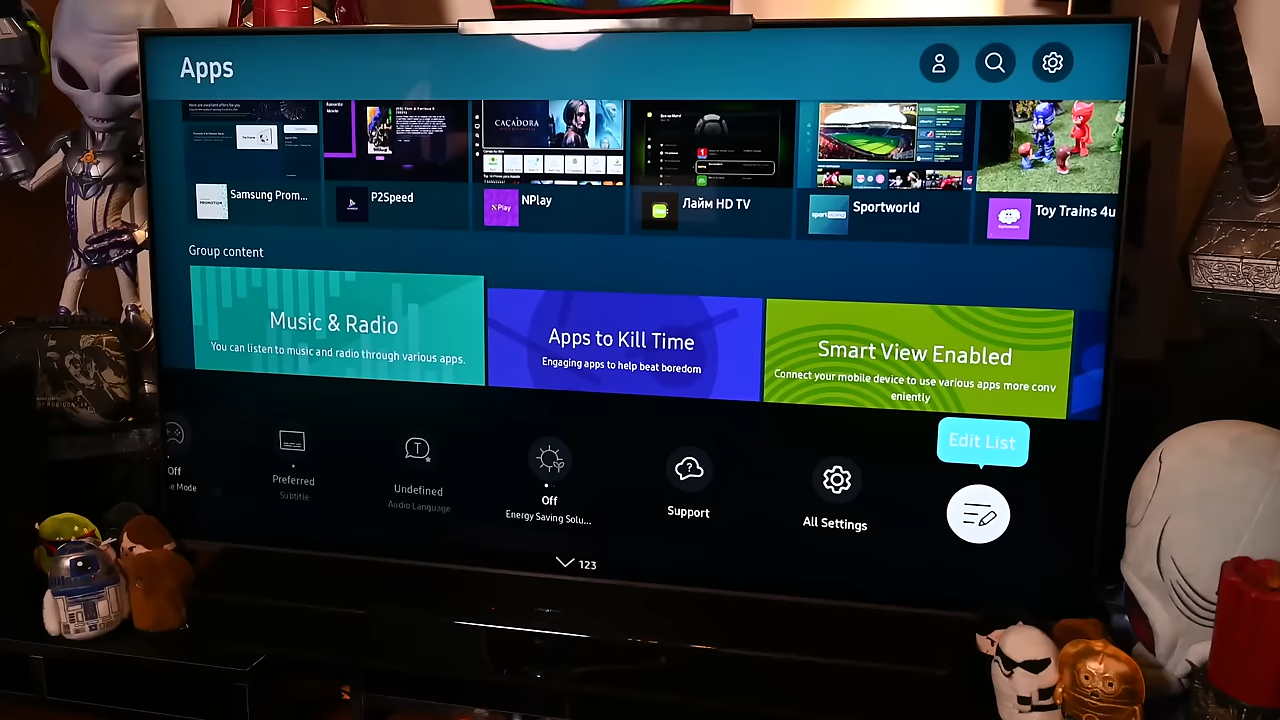 Apps
CAÇADORA
Samsung Prom...
P2Speed
NPlay
NPlay
Лайм HD TV
sportworld
Sportworld
Toy Trains 4u
Group content
Music & Radio
You can listen to music and radio through various apps.
Apps to Kill Time
Engaging apps to help beat boredom
Smart View Enabled
Connect your mobile device to use various apps more conv
eniently
Edit List
Off
e Mode
Preferred
Subtitle
Undefined
Audio Language
Off
Energy Saving Solu...
Support
All Settings
123